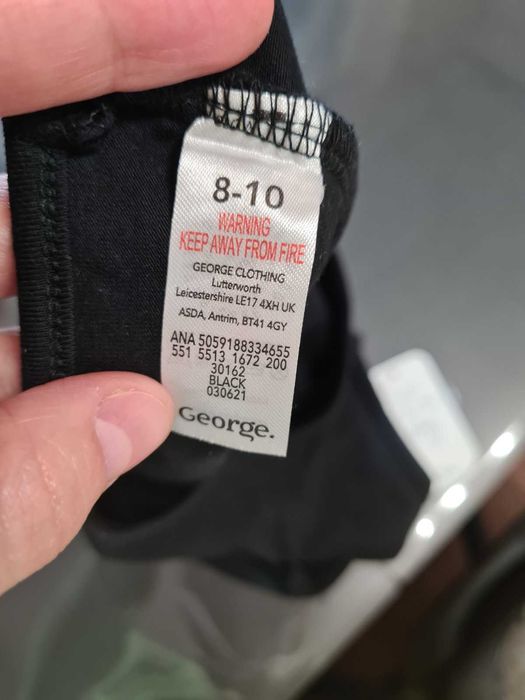 8-10
WARNING
KEEP AWAY FROM FIRE
GEORGE CLOTHING
Lutterworth
Leicestershire LE17 4XH UK
ASDA, Antrim, BT41 4GY
ANA 5059188334655
551 5513 1672 200
30162
BLACK
030621
George.